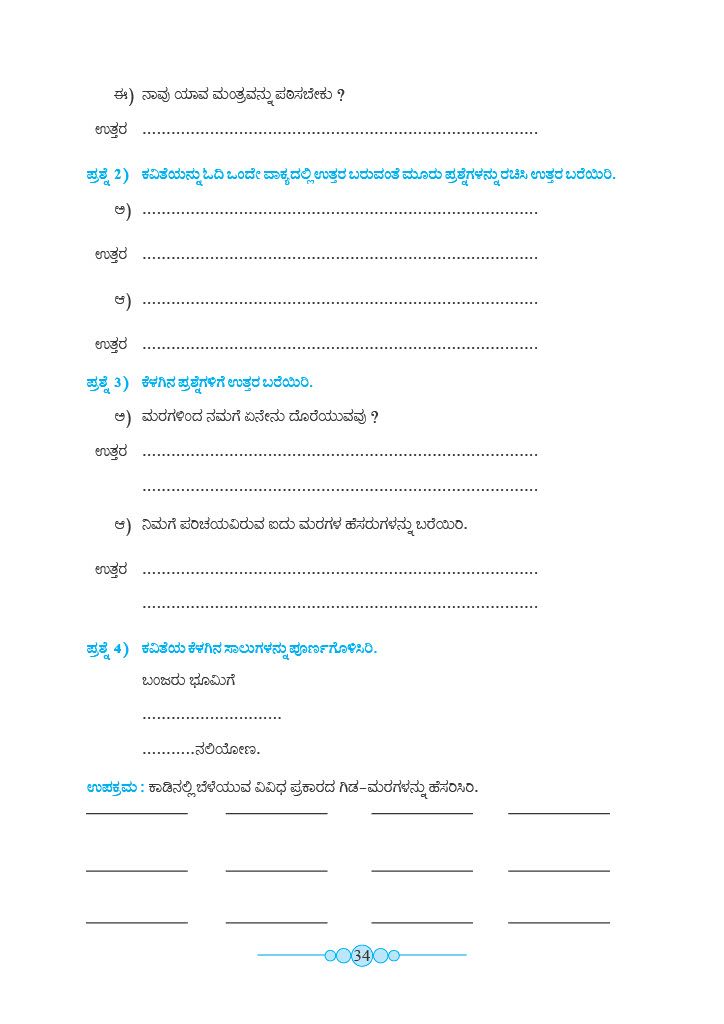 ಈ) ನಾವು ಯಾವ ಮಂತ್ರವನ್ನು ಪಠಿಸಬೇಕು ?
ಉತ್ತರ ..................................................................................
ಪ್ರಶ್ನೆ 2) ಕವಿತೆಯನ್ನು ಓದಿ ಒಂದೇ ವಾಕ್ಯದಲ್ಲಿ ಉತ್ತರ ಬರುವಂತೆ ಮೂರು ಪ್ರಶ್ನೆಗಳನ್ನು ರಚಿಸಿ ಉತ್ತರ ಬರೆಯಿರಿ.
ಅ) ..................................................................................
ಉತ್ತರ ..................................................................................
ಆ) ..................................................................................
ಉತ್ತರ ..................................................................................
ಪ್ರಶ್ನೆ 3) ಕೆಳಗಿನ ಪ್ರಶ್ನೆಗಳಿಗೆ ಉತ್ತರ ಬರೆಯಿರಿ.
ಅ) ಮರಗಳಿಂದ ನಮಗೆ ಏನೇನು ದೊರೆಯುವವು ?
ಉತ್ತರ ..................................................................................
..................................................................................
ಆ) ನಿಮಗೆ ಪರಿಚಯವಿರುವ ಐದು ಮರಗಳ ಹೆಸರುಗಳನ್ನು ಬರೆಯಿರಿ.
ಉತ್ತರ ..................................................................................
..................................................................................
ಪ್ರಶ್ನೆ 4) ಕವಿತೆಯ ಕೆಳಗಿನ ಸಾಲುಗಳನ್ನು ಪೂರ್ಣಗೊಳಿಸಿರಿ.
ಬಂಜರು ಭೂಮಿಗೆ
.............................
...........ನಲಿಯೋಣ.
ಉಪಕ್ರಮ : ಕಾಡಿನಲ್ಲಿ ಬೆಳೆಯುವ ವಿವಿಧ ಪ್ರಕಾರದ ಗಿಡ-ಮರಗಳನ್ನು ಹೆಸರಿಸಿರಿ.
34